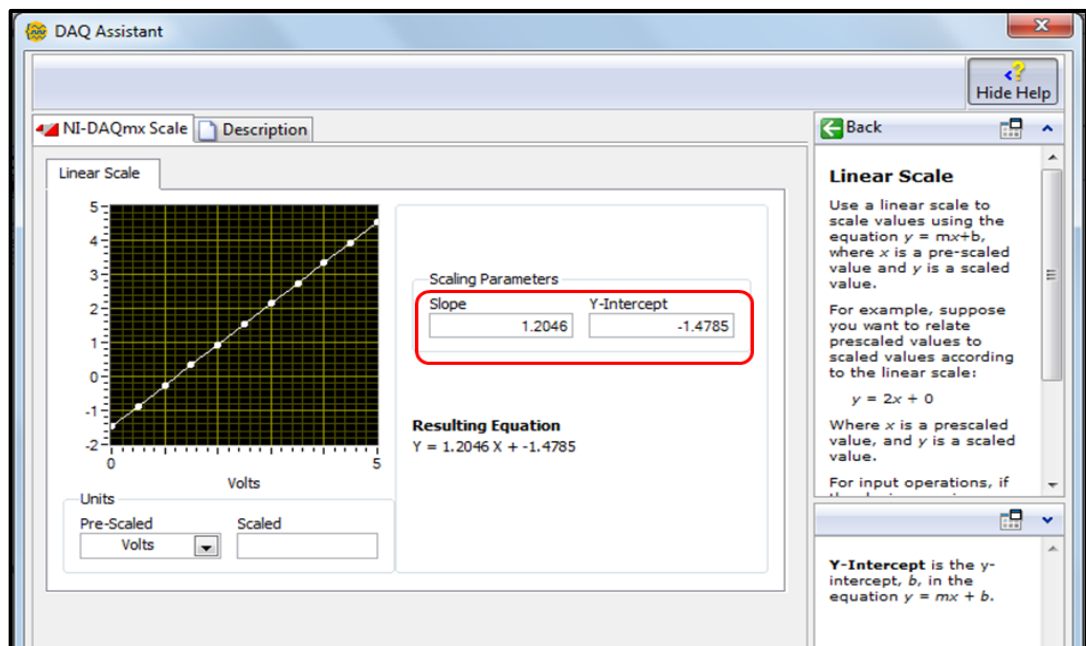 DAQ Assistant
Hide Help
NI-DAQmx Scale
Description
Linear Scale
5
4
3
2
1
0
-1
-2
0
5
Volts
Units
Pre-Scaled
Scaled
Volts
Scaling Parameters
Slope
Y-Intercept
1.2046
-1.4785
Resulting Equation
Y = 1.2046 X + -1.4785
Back
Linear Scale
Use a linear scale to
scale values using the
equation y = mx+b,
where x is a pre-scaled
value and y is a scaled
value.
For example, suppose
you want to relate
prescaled values to
scaled values according
to the linear scale:
y = 2x + 0
Where x is a prescaled
value, and y is a scaled
value.
For input operations, if
Y-Intercept is the y-
intercept, b, in the
equation y = mx + b.